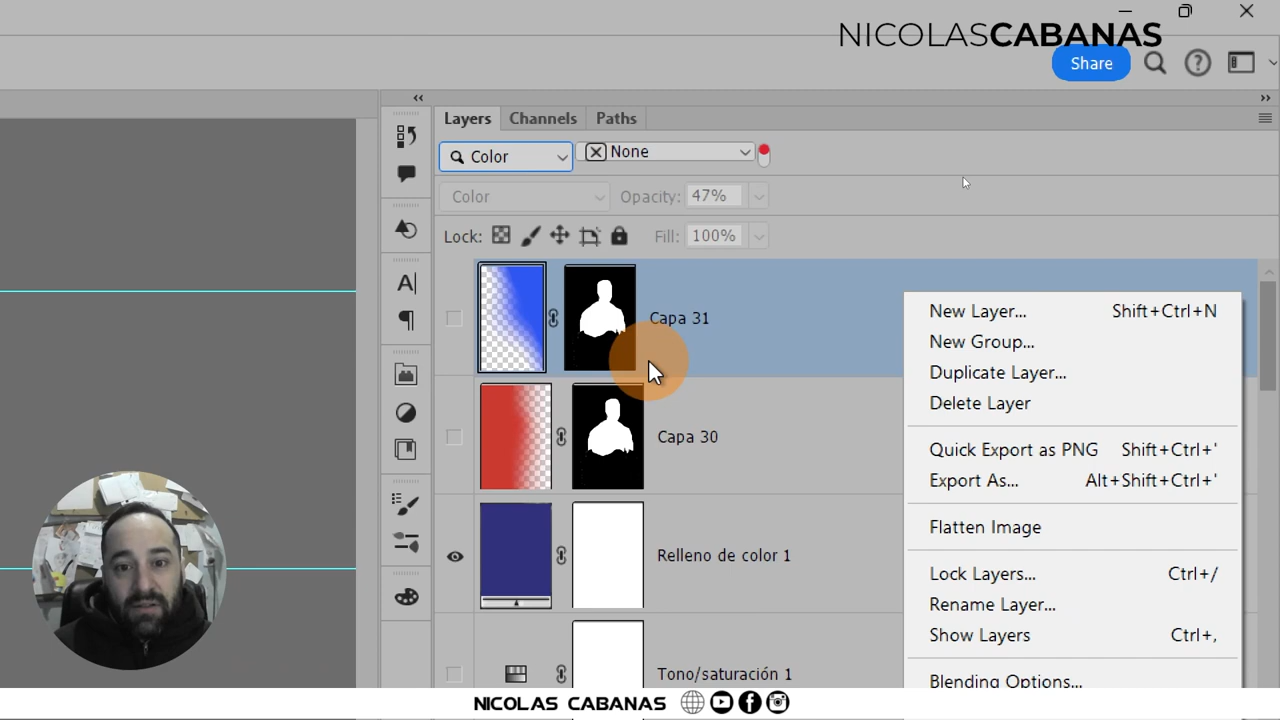 NICOLASCABANAS
Share
Layers Channels Paths
Color None
Color Opacity: 47%
Lock: Fill: 100%
Capa 31
Capa 30
Relleno de color 1
Tono/saturación 1
New Layer... Shift+Ctrl+N
New Group...
Duplicate Layer...
Delete Layer
Quick Export as PNG Shift+Ctrl+'
Export As... Alt+Shift+Ctrl+'
Flatten Image
Lock Layers... Ctrl+/
Rename Layer...
Show Layers Ctrl+,
Blending Options...
NICOLAS CABANAS